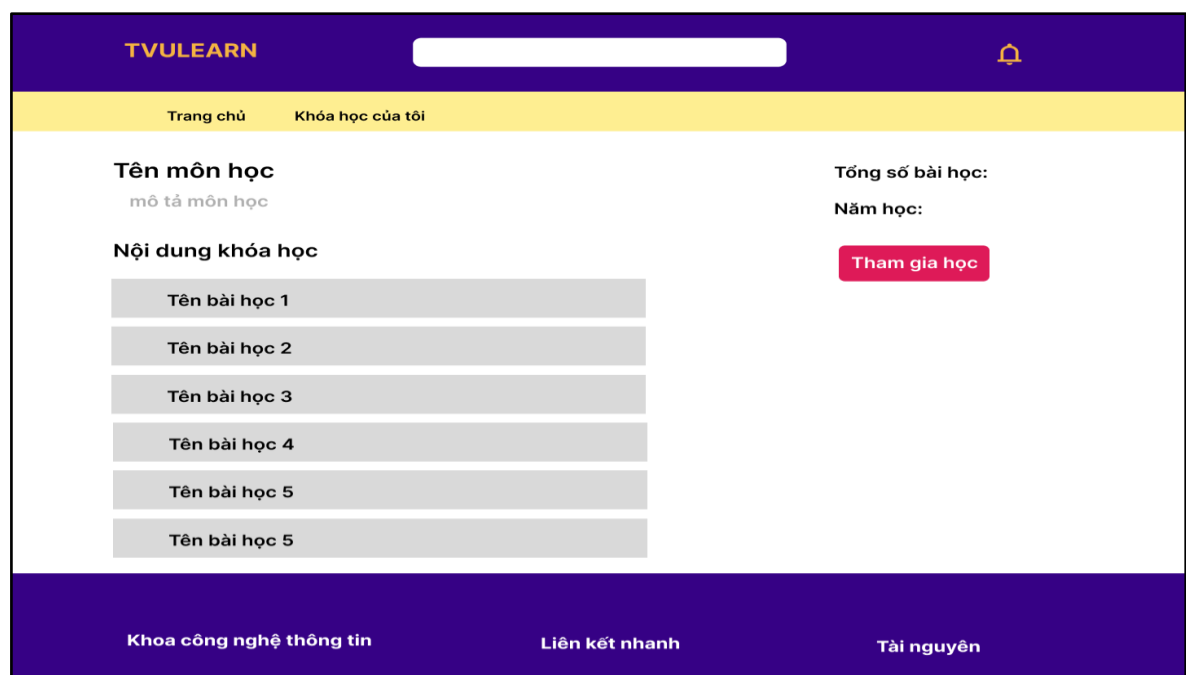 TVULEARN
Trang chủ Khóa học của tôi
Tên môn học
mô tả môn học
Tổng số bài học:
Năm học:
Tham gia học
Nội dung khóa học
Tên bài học 1
Tên bài học 2
Tên bài học 3
Tên bài học 4
Tên bài học 5
Tên bài học 5
Khoa công nghệ thông tin
Liên kết nhanh
Tài nguyên